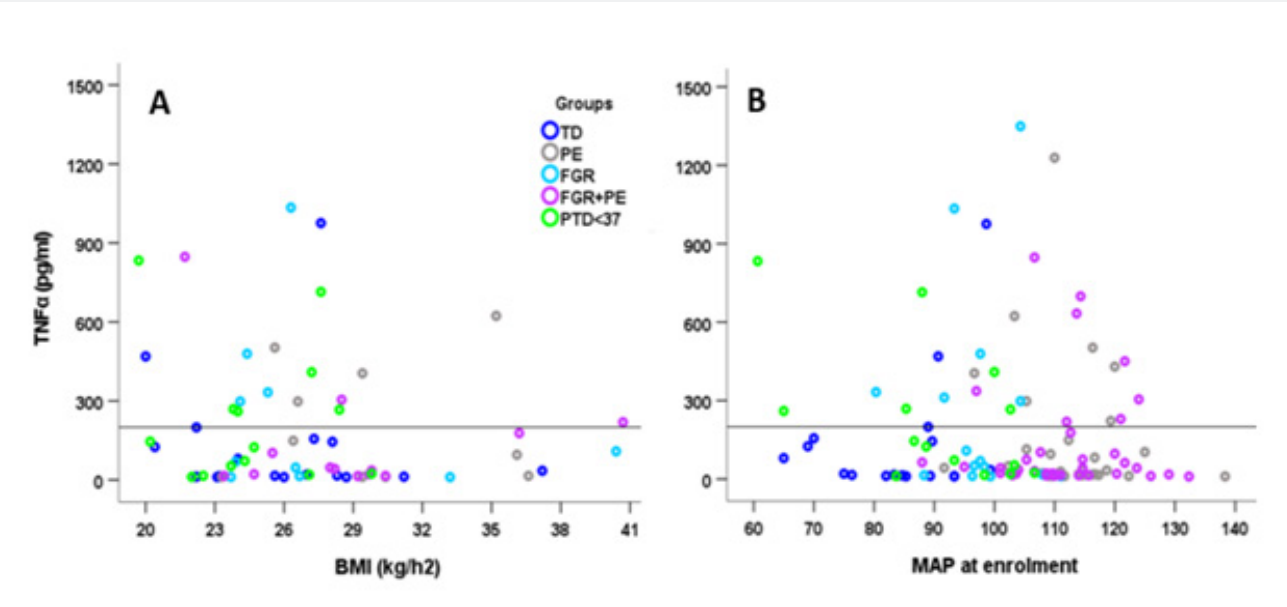 A
B
Groups
TD
PE
FGR
FGR+PE
PTD<37
TNFα (pg/ml)
1500
1200
900
600
300
0
20 23 26 29 32 35 38 41
BMI (kg/h2)
1500
1200
900
600
300
0
60 70 80 90 100 110 120 130 140
MAP at enrolment